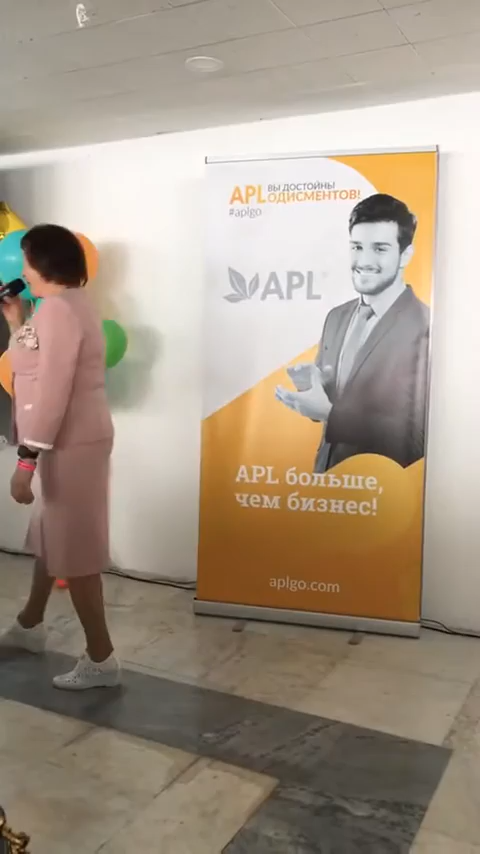 APL ВЫ ДОСТОЙНЫ
ОДИСМЕНТОВ!
#aplgo
APL
APL больше,
чем бизнес!
aplgo.com